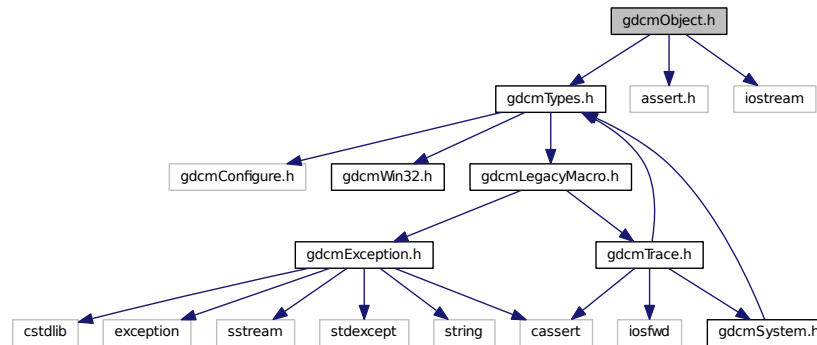 gdcmObject.h
gdcmTypes.h
assert.h
iostream
gdcmConfigure.h
gdcmWin32.h
gdcmLegacyMacro.h
gdcmException.h
gdcmTrace.h
cstdlib
exception
sstream
stdexcept
string
cassert
iosfwd
gdcmSystem.h